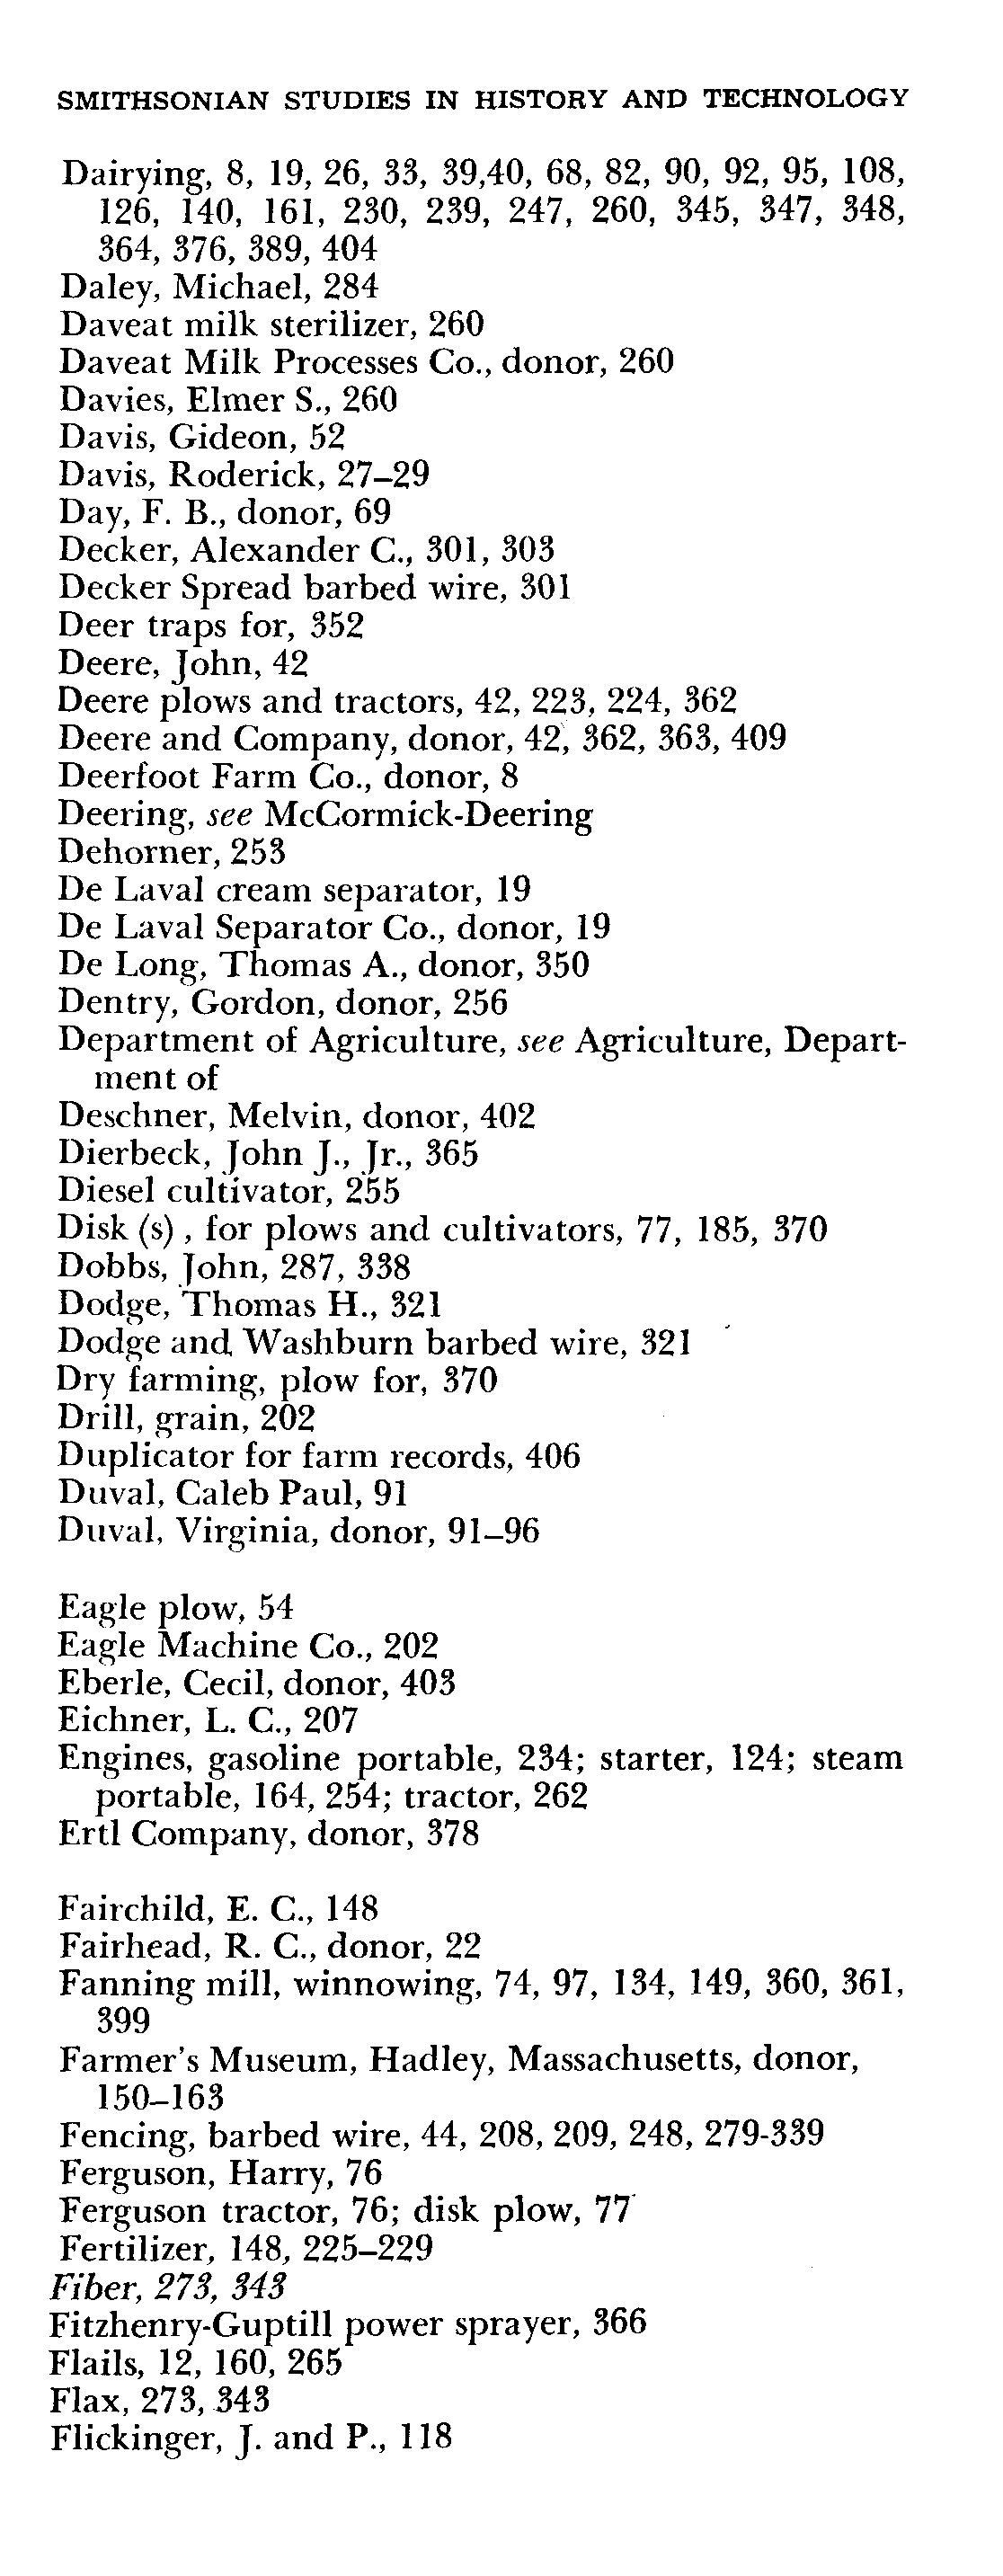 SMITHSONIAN STUDIES IN HISTORY AND TECHNOLOGY
Dairying, 8, 19, 26, 33, 39,40, 68, 82, 90, 92, 95, 108,
126, 140, 161, 230, 239, 247, 260, 345, 347, 348,
364, 376, 389, 404
Daley, Michael, 284
Daveat milk sterilizer, 260
Daveat Milk Processes Co., donor, 260
Davies, Elmer S., 260
Davis, Gideon, 52
Davis, Roderick, 27–29
Day, F. B., donor, 69
Decker, Alexander C., 301, 303
Decker Spread barbed wire, 301
Deer traps for, 352
Deere, John, 42
Deere plows and tractors, 42, 223, 224, 362
Deere and Company, donor, 42, 362, 363, 409
Deerfoot Farm Co., donor, 8
Deering, see McCormick-Deering
Dehorner, 253
De Laval cream separator, 19
De Laval Separator Co., donor, 19
De Long, Thomas A., donor, 350
Dentry, Gordon, donor, 256
Department of Agriculture, see Agriculture, Depart-
ment of
Deschner, Melvin, donor, 402
Dierbeck, John J., Jr., 365
Diesel cultivator, 255
Disk (s) , for plows and cultivators, 77, 185, 370
Dobbs, John, 287, 338
Dodge, Thomas H., 321
Dodge and Washburn barbed wire, 321
Dry farming, plow for, 370
Drill, grain, 202
Duplicator for farm records, 406
Duval, Caleb Paul, 91
Duval, Virginia, donor, 91–96
Eagle plow, 54
Eagle Machine Co., 202
Eberle, Cecil, donor, 403
Eichner, L. C., 207
Engines, gasoline portable, 234; starter, 124; steam
portable, 164, 254; tractor, 262
Ertl Company, donor, 378
Fairchild, E. C., 148
Fairhead, R. C., donor, 22
Fanning mill, winnowing, 74, 97, 134, 149, 360, 361,
399
Farmer's Museum, Hadley, Massachusetts, donor,
150–163
Fencing, barbed wire, 44, 208, 209, 248, 279-339
Ferguson, Harry, 76
Ferguson tractor, 76; disk plow, 77
Fertilizer, 148, 225–229
Fiber, 273, 343
Fitzhenry-Guptill power sprayer, 366
Flails, 12, 160, 265
Flax, 273, 343
Flickinger, J. and P., 118